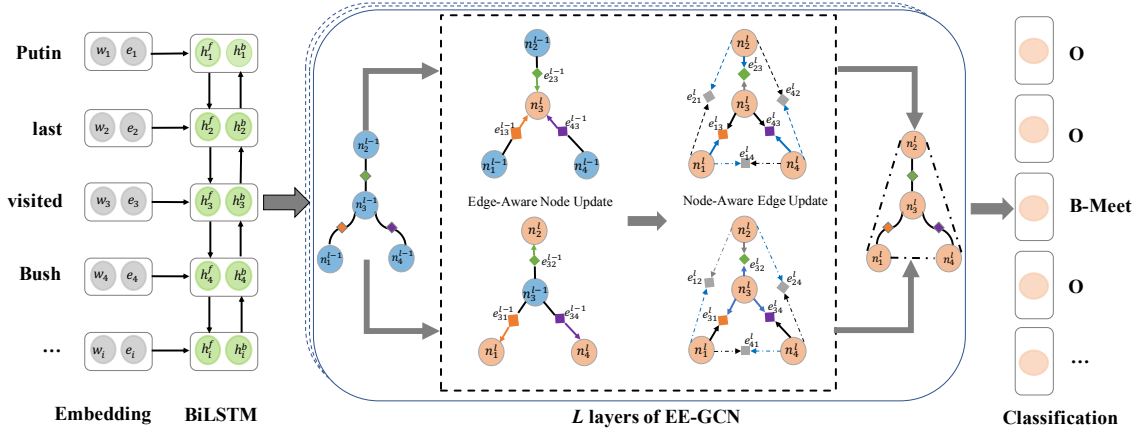 Putin
w₁ e₁
h₁ᶠ h₁ᵇ
last
w₂ e₂
h₂ᶠ h₂ᵇ
visited
w₃ e₃
h₃ᶠ h₃ᵇ
Bush
w₄ e₄
h₄ᶠ h₄ᵇ
...
wᵢ eᵢ
hᵢᶠ hᵢᵇ
Embedding
BiLSTM
n₂ˡ⁻¹
n₃ˡ⁻¹
n₁ˡ⁻¹ n₄ˡ⁻¹
n₂ˡ⁻¹
e₂₃ˡ⁻¹
n₃ˡ
e₁₃ˡ⁻¹ e₄₃ˡ⁻¹
n₁ˡ⁻¹ n₄ˡ⁻¹
Edge-Aware Node Update
n₂ˡ
e₃₂ˡ⁻¹
n₃ˡ⁻¹
e₃₁ˡ⁻¹ e₃₄ˡ⁻¹
n₁ˡ n₄ˡ
n₂ˡ
e₂₃ˡ
e₂₁ˡ e₄₂ˡ
n₃ˡ
e₁₃ˡ e₄₃ˡ
n₁ˡ e₁₄ˡ n₄ˡ
Node-Aware Edge Update
n₂ˡ
e₃₂ˡ
e₁₂ˡ e₂₄ˡ
n₃ˡ
e₃₁ˡ e₃₄ˡ
n₁ˡ e₄₁ˡ n₄ˡ
n₂ˡ
n₃ˡ
n₁ˡ n₄ˡ
L layers of EE-GCN
O
O
B-Meet
O
...
Classification